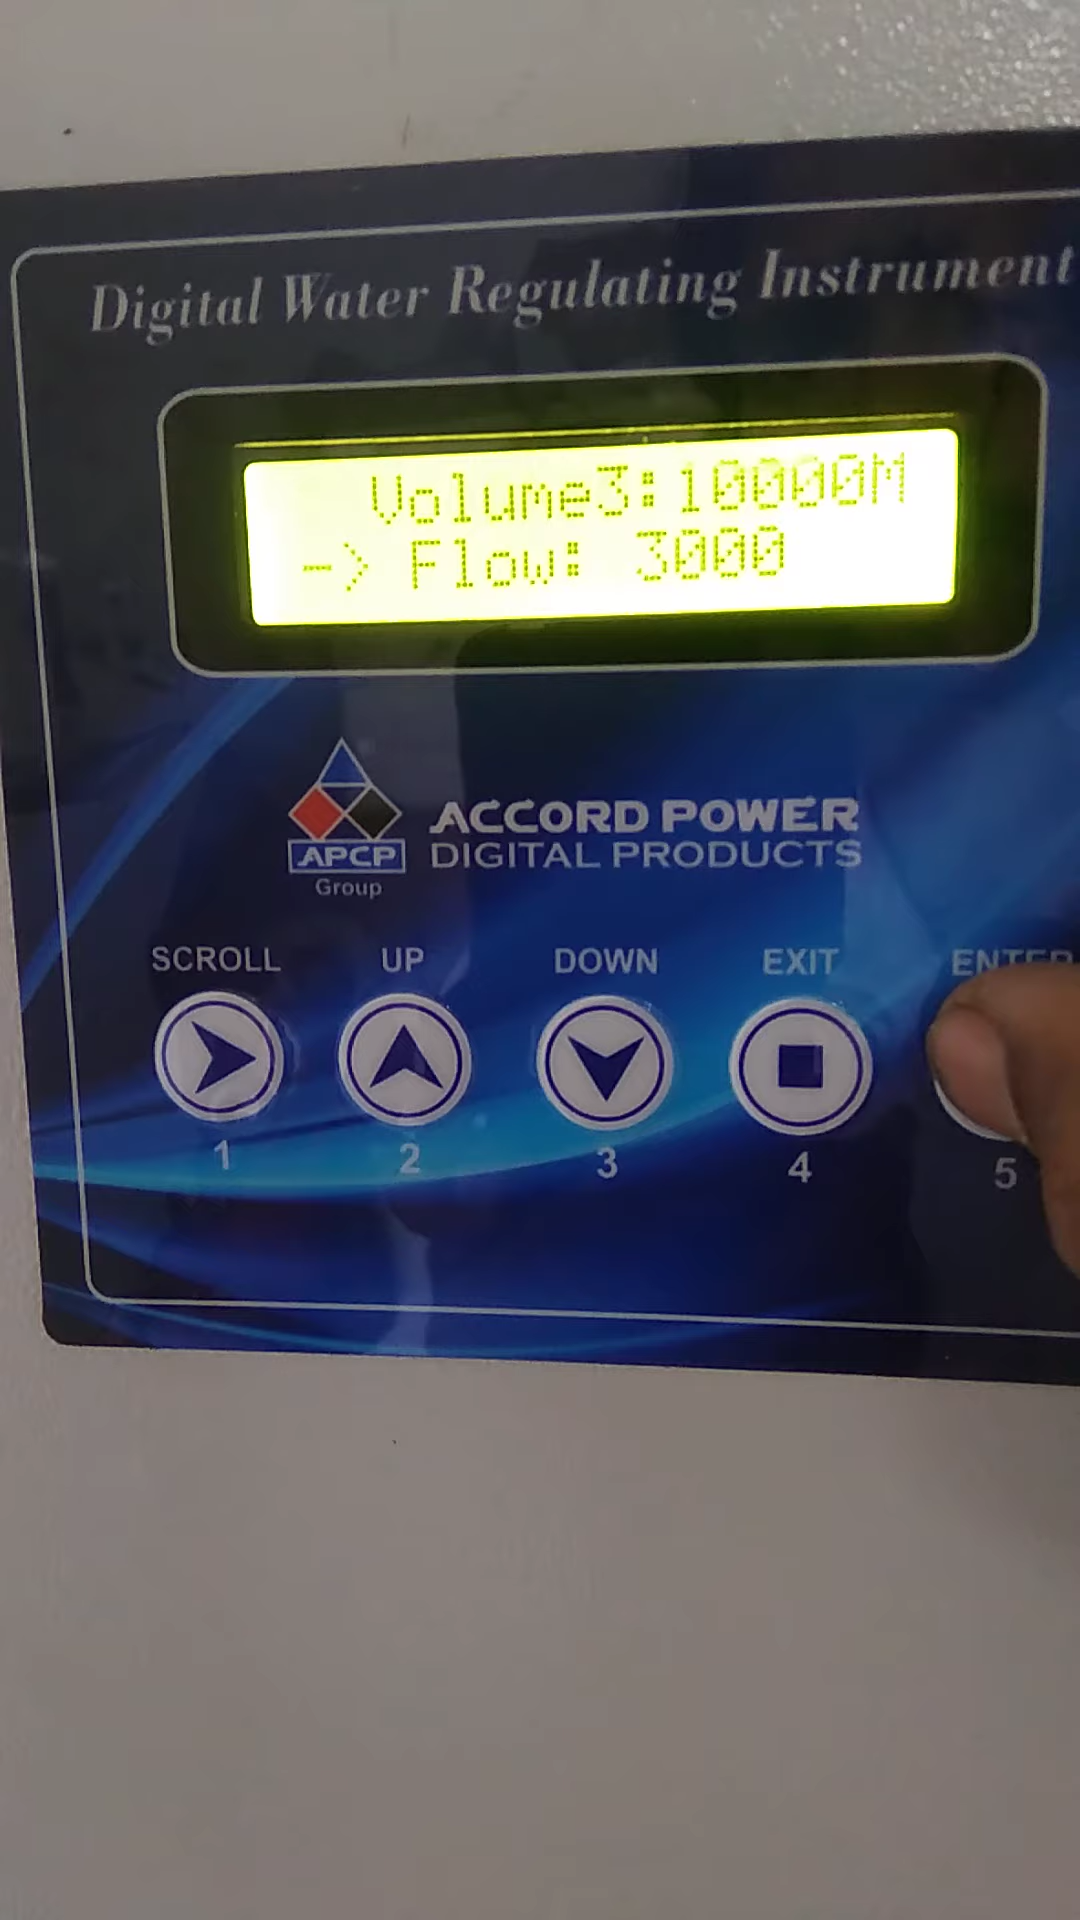 Digital Water Regulating Instrument
Volume3:10000M
-> Flow: 3000
ACCORD POWER
APCP DIGITAL PRODUCTS
Group
SCROLL UP DOWN EXIT ENTER
1 2 3 4 5